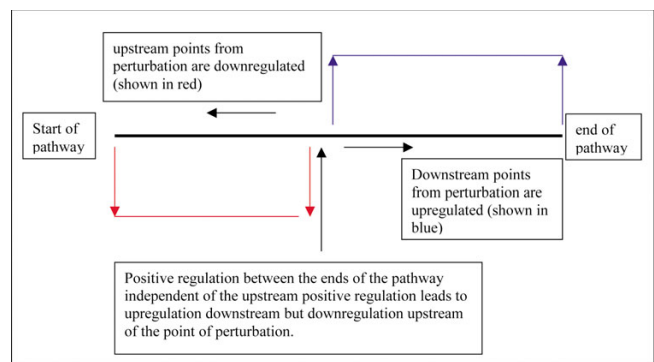 upstream points from
perturbation are downregulated
(shown in red)
Start of
pathway
end of
pathway
Downstream points
from perturbation are
upregulated (shown in
blue)
Positive regulation between the ends of the pathway
independent of the upstream positive regulation leads to
upregulation downstream but downregulation upstream
of the point of perturbation.